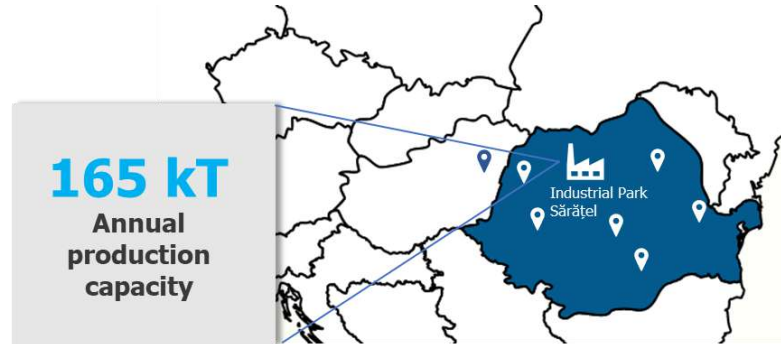 165 kT
Annual
production
capacity
Industrial Park
Sărățel